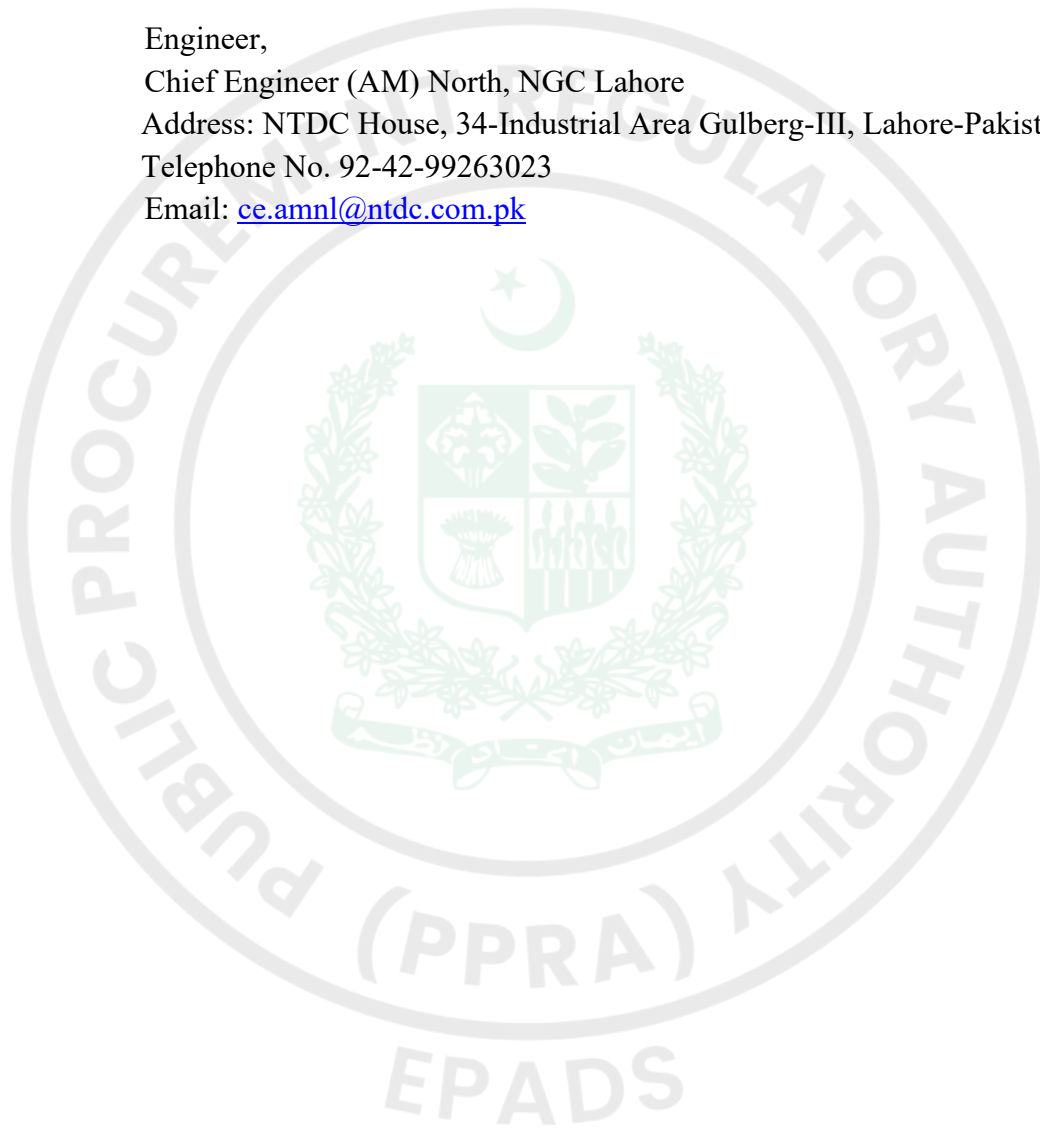 Engineer,
Chief Engineer (AM) North, NGC Lahore
Address: NTDC House, 34-Industrial Area Gulberg-III, Lahore-Pakist
Telephone No. 92-42-99263023
Email: ce.amnl@ntdc.com.pk
PUBLIC PROCUREMENT REGULATORY AUTHORITY
(PPRA)
EPADS